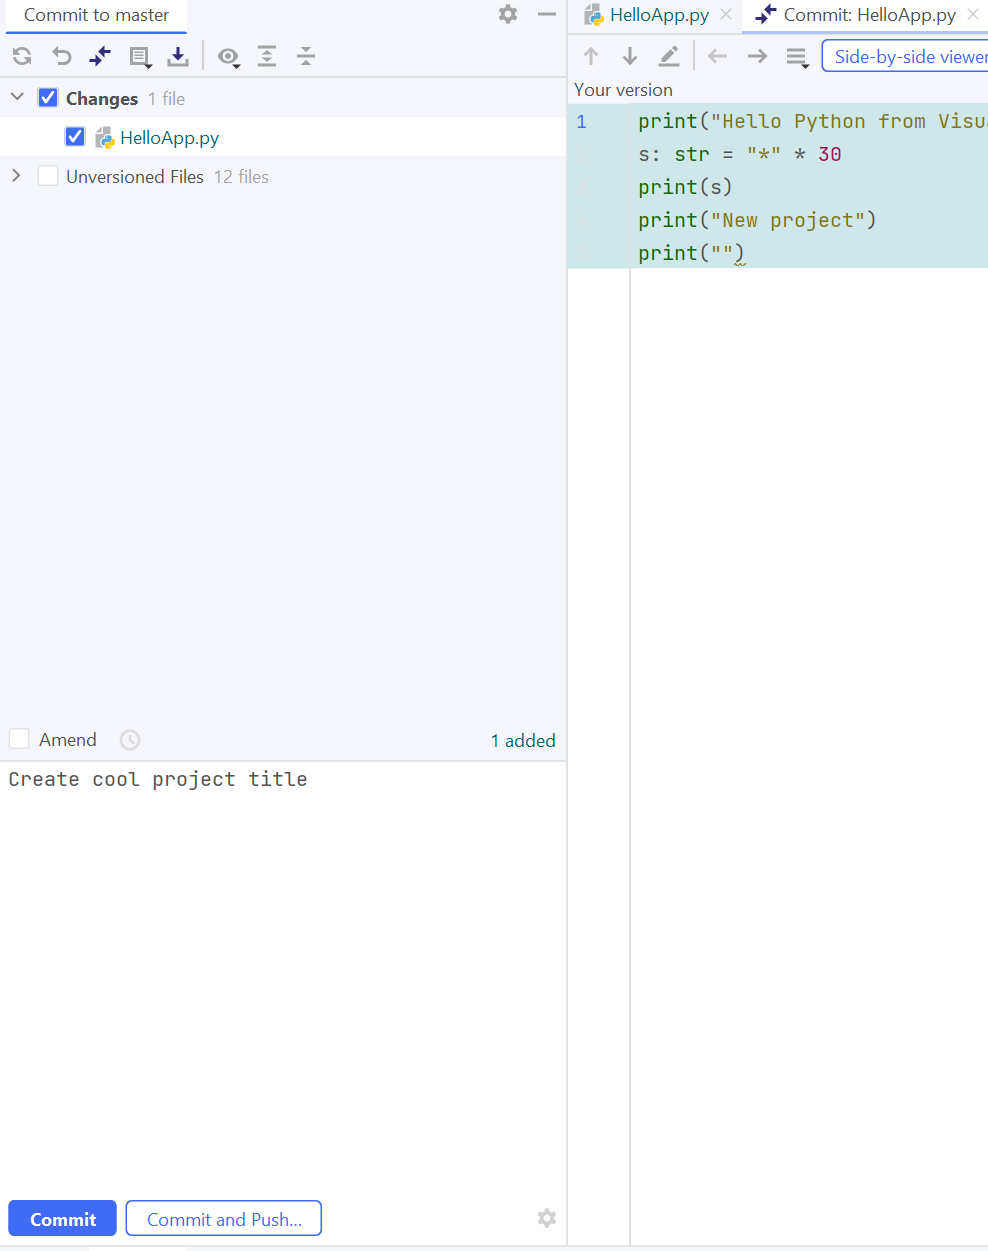 Commit to master
HelloApp.py
Commit: HelloApp.py
Side-by-side viewer
Changes 1 file
HelloApp.py
Unversioned Files 12 files
Your version
1 print("Hello Python from Visu
s: str = "*" * 30
print(s)
print("New project")
print("")
Amend
1 added
Create cool project title
Commit
Commit and Push...